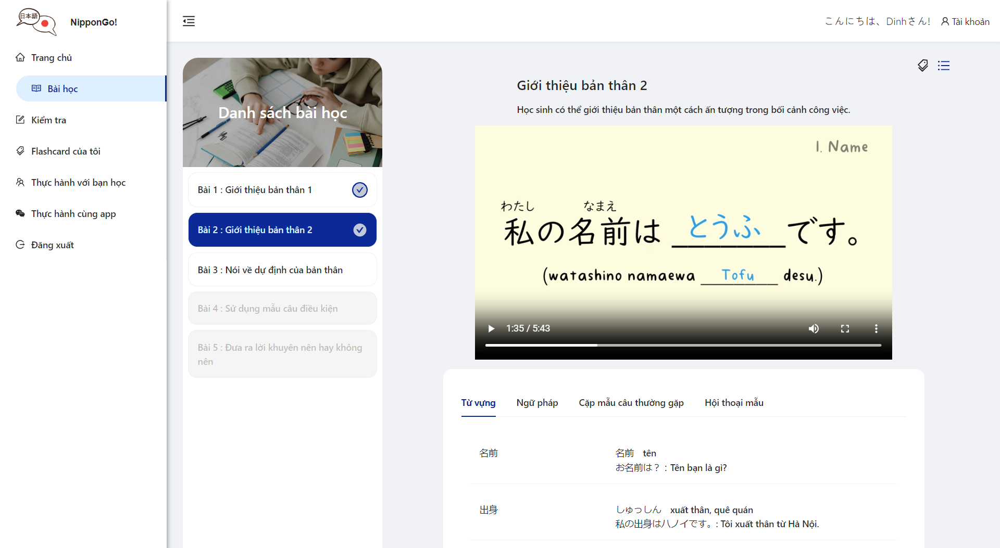 日本語
NipponGo!
Trang chủ
Bài học
Kiểm tra
Flashcard của tôi
Thực hành với bạn học
Thực hành cùng app
Đăng xuất
こんにちは、Dinhさん!
Tài khoản
Danh sách bài học
Bài 1 : Giới thiệu bản thân 1
Bài 2 : Giới thiệu bản thân 2
Bài 3 : Nói về dự định của bản thân
Bài 4 : Sử dụng mẫu câu điều kiện
Bài 5 : Đưa ra lời khuyên nên hay không
nên
Giới thiệu bản thân 2
Học sinh có thể giới thiệu bản thân một cách ấn tượng trong bối cảnh công việc.
1. Name
わたし なまえ
私の名前は とうふ です。
(watashino namaewa Tofu desu.)
1:35 / 5:43
Từ vựng
Ngữ pháp
Cặp mẫu câu thường gặp
Hội thoại mẫu
名前
名前 tên
お名前は？：Tên bạn là gì?
出身
しゅっしん xuất thân, quê quán
私の出身はハノイです。: Tôi xuất thân từ Hà Nội.